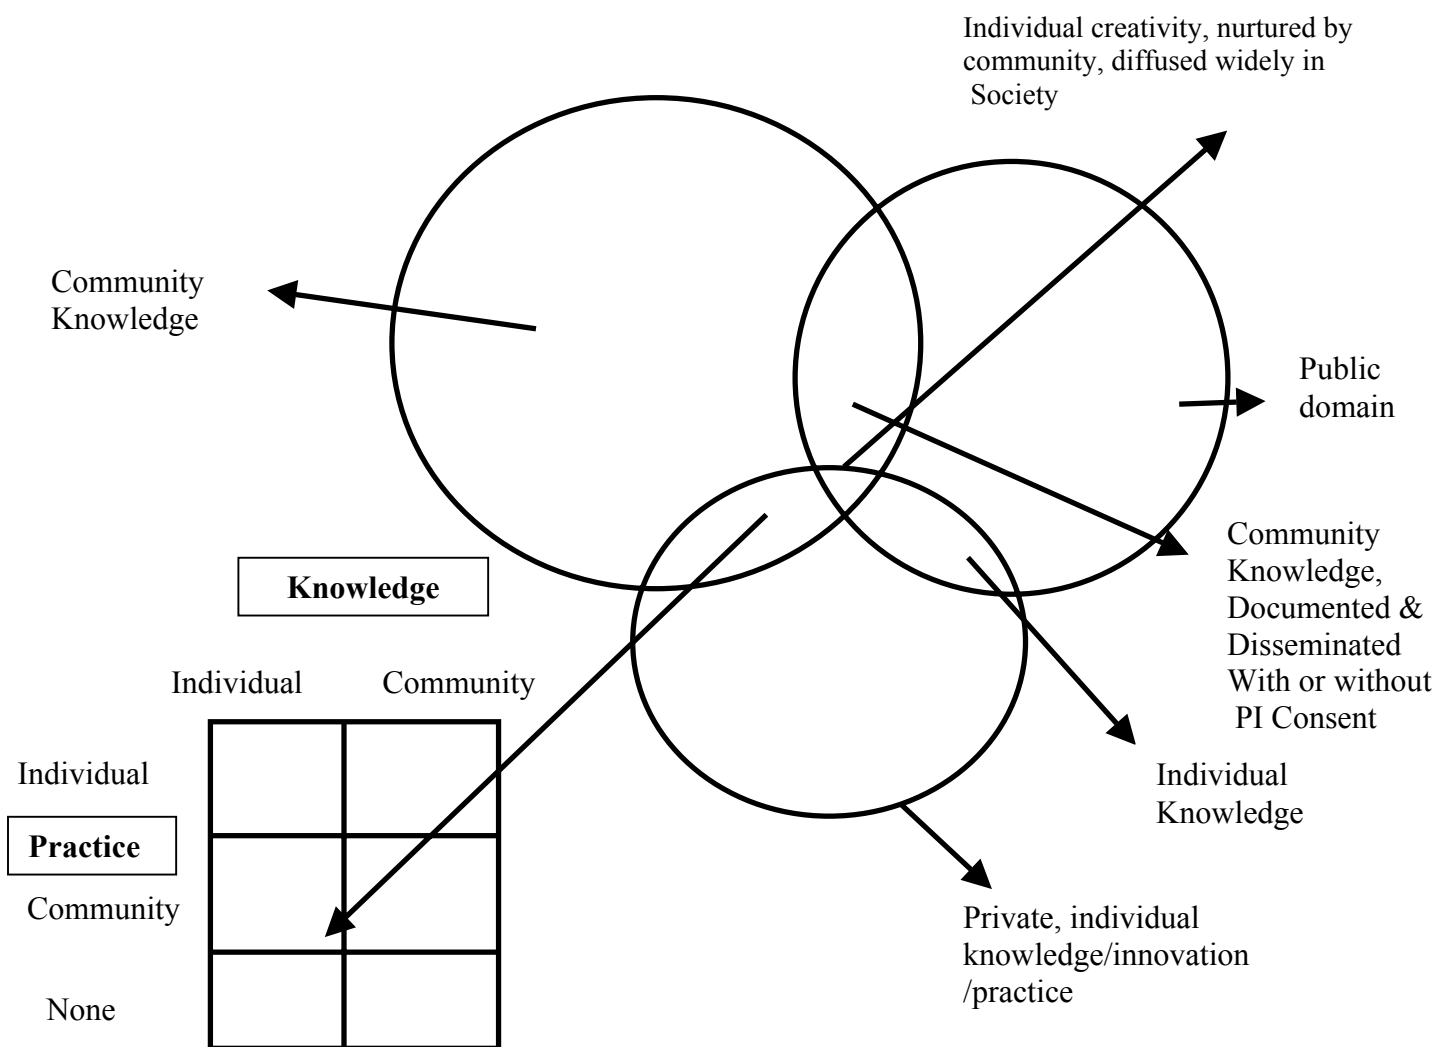 Individual creativity, nurtured by
community, diffused widely in
Society
Community
Knowledge
Public
domain
Community
Knowledge,
Documented &
Disseminated
With or without
PI Consent
Knowledge
Individual Community
Individual
Practice
Community
None
Individual
Knowledge
Private, individual
knowledge/innovation
/practice